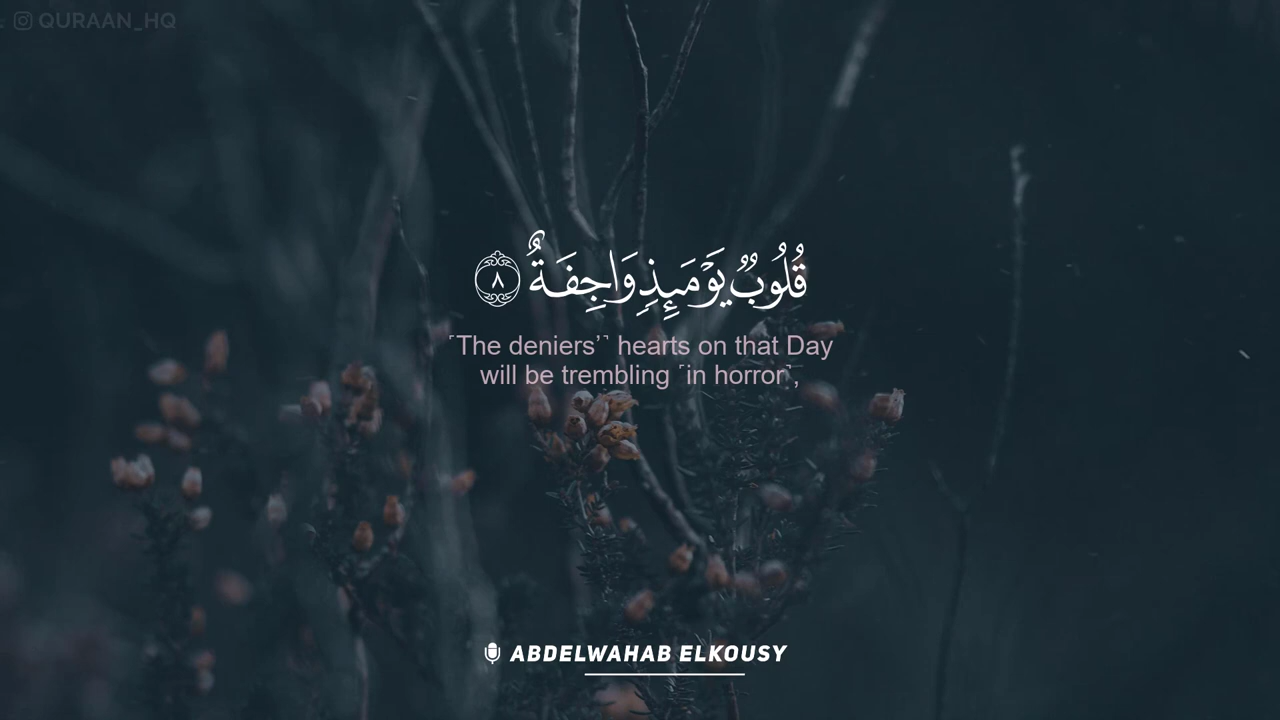 QURAAN_HQ
قُلُوبٌ يَوْمَئِذٍ وَاجِفَةٌ ٨
⸢The deniers’⸣ hearts on that Day
will be trembling ⸢in horror⸣,
ABDELWAHAB ELKOUSY